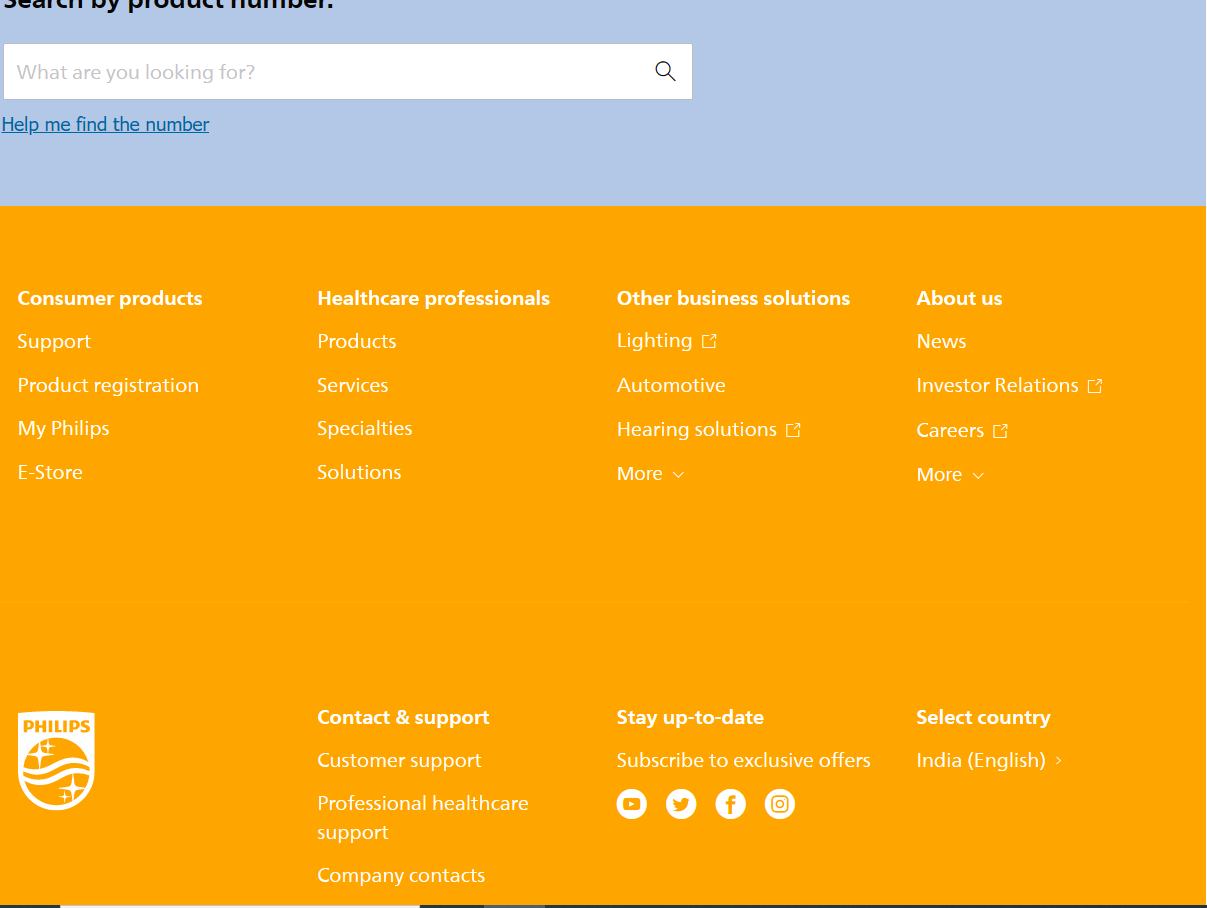 Search by product number.
What are you looking for?
Help me find the number
Consumer products
Support
Product registration
My Philips
E-Store
Healthcare professionals
Products
Services
Specialties
Solutions
Other business solutions
Lighting
Automotive
Hearing solutions
More
About us
News
Investor Relations
Careers
More
PHILIPS
Contact & support
Customer support
Professional healthcare
support
Company contacts
Stay up-to-date
Subscribe to exclusive offers
Select country
India (English)